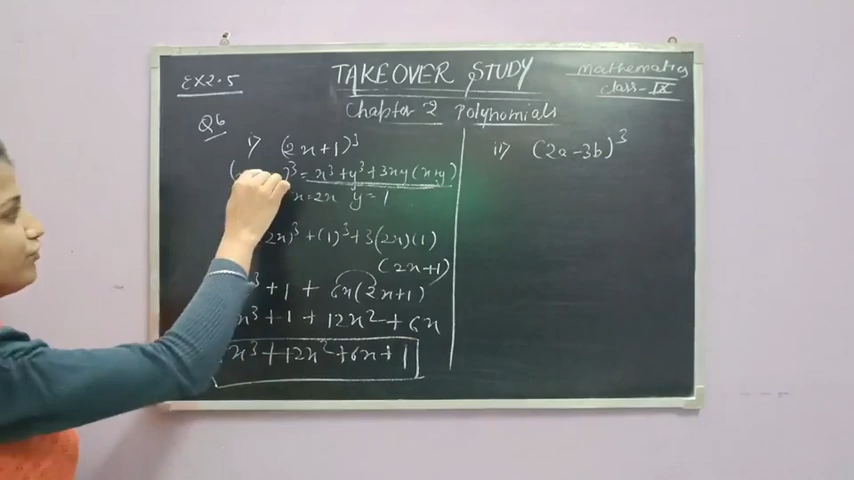 EX2.5
TAKEOVER STUDY
Mathematics
Class-IX
Chapter 2 Polynomials
Q6
i) (2x+1)³
)³ = x³+y³+3xy(x+y)
x=2x y=1
2x)³+(1)³+3(2x)(1)
(2x+1)
³+1+ 6x(2x+1)
x³+1+12x²+6x
x³+12x²+6x+1
ii) (2a-3b)³